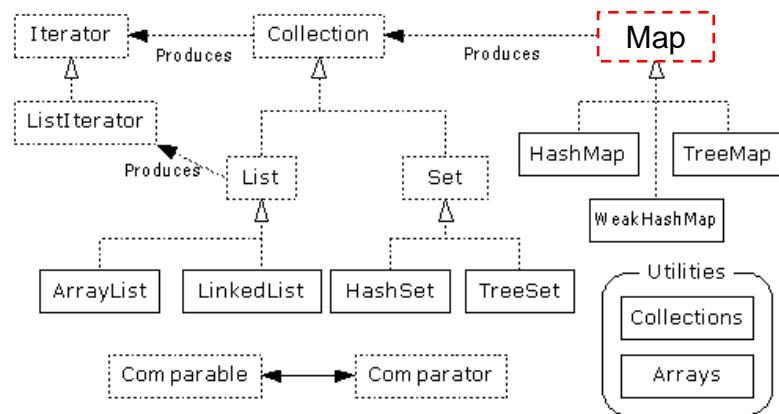 Iterator
Collection
Map
Produces
Produces
ListIterator
Produces
HashMap
TreeMap
List
Set
WeakHashMap
ArrayList
LinkedList
HashSet
TreeSet
Utilities
Collections
Comparable
Comparator
Arrays